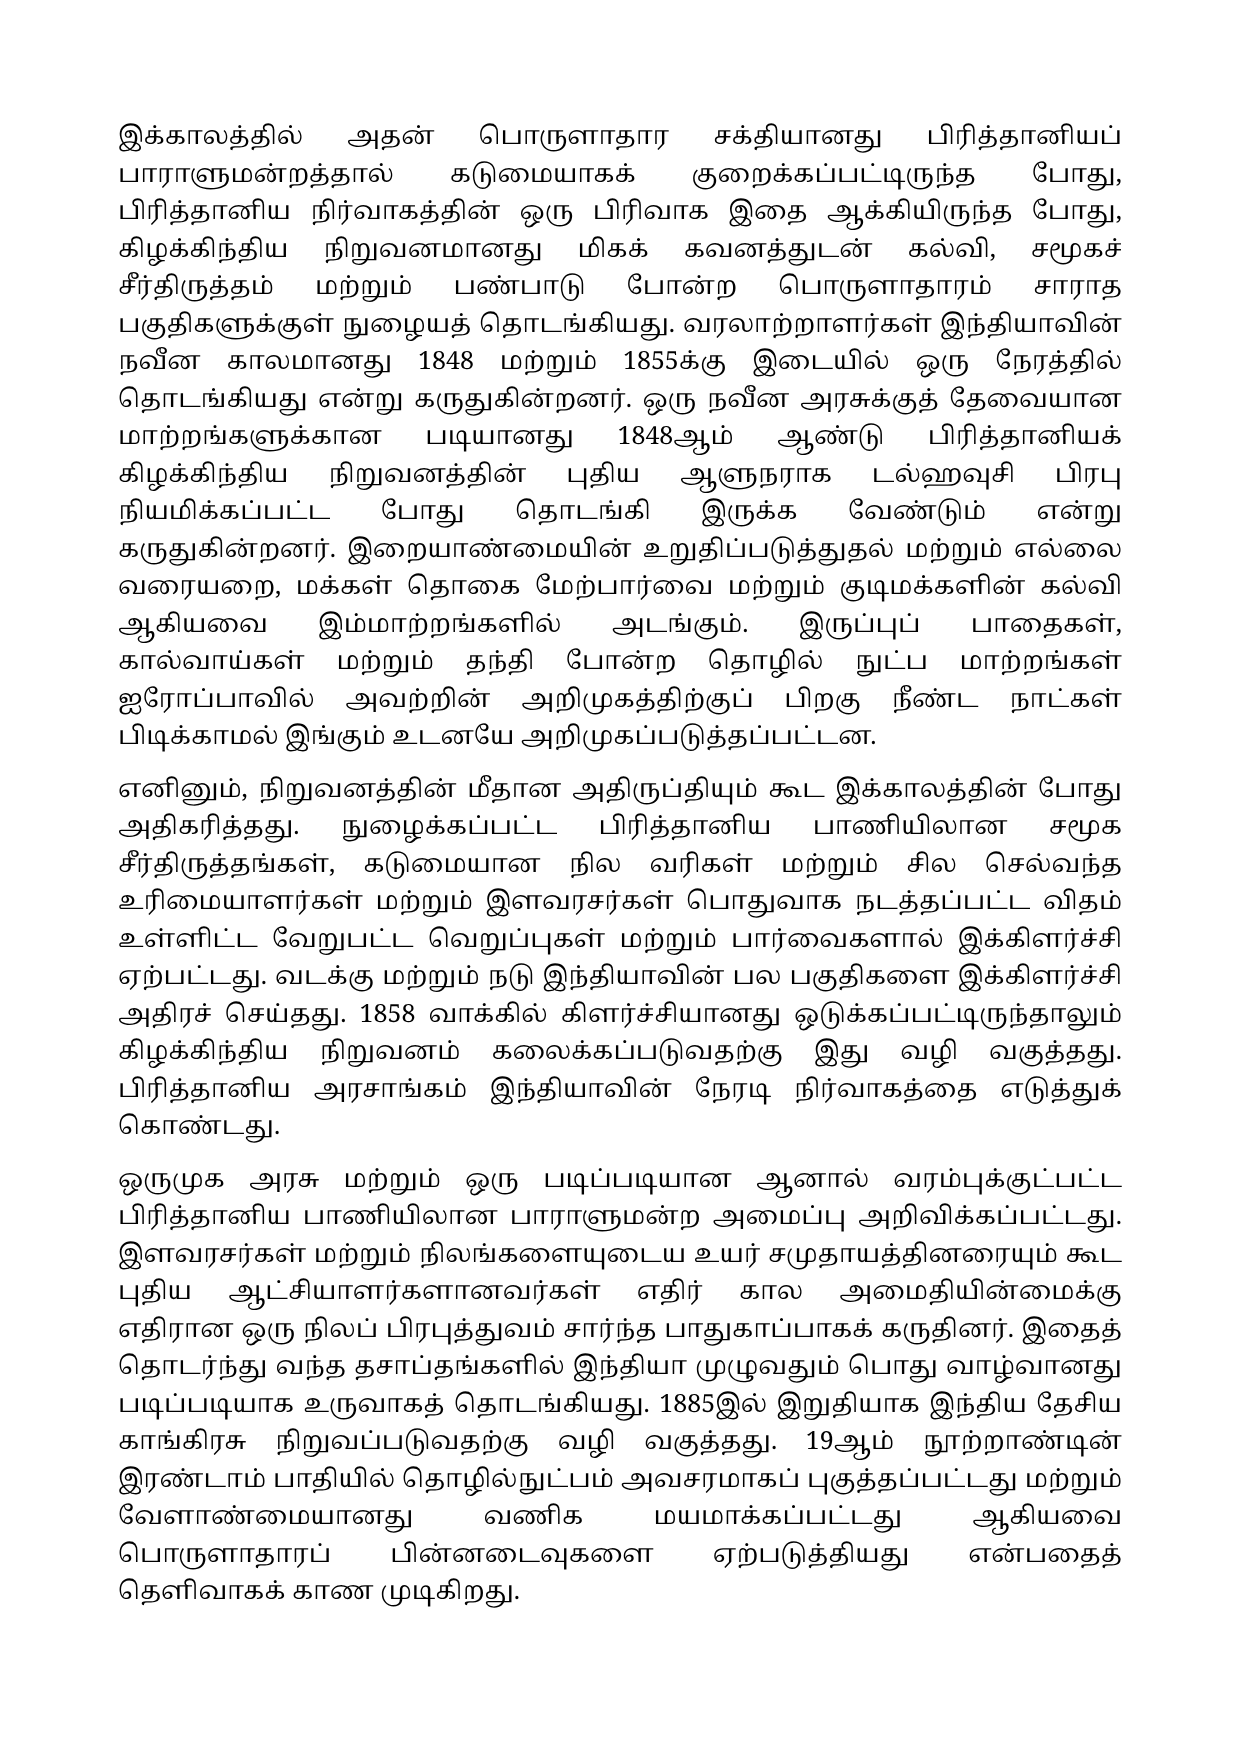 இக்காலத்தில் அதன் பொருளாதார சக்தியானது பிரித்தானியப்
பாராளுமன்றத்தால் கடுமையாகக் குறைக்கப்பட்டிருந்த போது,
பிரித்தானிய நிர்வாகத்தின் ஒரு பிரிவாக இதை ஆக்கியிருந்த போது,
கிழக்கிந்திய நிறுவனமானது மிகக் கவனத்துடன் கல்வி, சமூகச்
சீர்திருத்தம் மற்றும் பண்பாடு போன்ற பொருளாதாரம் சாராத
பகுதிகளுக்குள் நுழையத் தொடங்கியது. வரலாற்றாளர்கள் இந்தியாவின்
நவீன காலமானது 1848 மற்றும் 1855க்கு இடையில் ஒரு நேரத்தில்
தொடங்கியது என்று கருதுகின்றனர். ஒரு நவீன அரசுக்குத் தேவையான
மாற்றங்களுக்கான படியானது 1848ஆம் ஆண்டு பிரித்தானியக்
கிழக்கிந்திய நிறுவனத்தின் புதிய ஆளுநராக டல்ஹவுசி பிரபு
நியமிக்கப்பட்ட போது தொடங்கி இருக்க வேண்டும் என்று
கருதுகின்றனர். இறையாண்மையின் உறுதிப்படுத்துதல் மற்றும் எல்லை
வரையறை, மக்கள் தொகை மேற்பார்வை மற்றும் குடிமக்களின் கல்வி
ஆகியவை இம்மாற்றங்களில் அடங்கும். இருப்புப் பாதைகள்,
கால்வாய்கள் மற்றும் தந்தி போன்ற தொழில் நுட்ப மாற்றங்கள்
ஐரோப்பாவில் அவற்றின் அறிமுகத்திற்குப் பிறகு நீண்ட நாட்கள்
பிடிக்காமல் இங்கும் உடனயே அறிமுகப்படுத்தப்பட்டன.
எனினும், நிறுவனத்தின் மீதான அதிருப்தியும் கூட இக்காலத்தின் போது
அதிகரித்தது. நுழைக்கப்பட்ட பிரித்தானிய பாணியிலான சமூக
சீர்திருத்தங்கள், கடுமையான நில வரிகள் மற்றும் சில செல்வந்த
உரிமையாளர்கள் மற்றும் இளவரசர்கள் பொதுவாக நடத்தப்பட்ட விதம்
உள்ளிட்ட வேறுபட்ட வெறுப்புகள் மற்றும் பார்வைகளால் இக்கிளர்ச்சி
ஏற்பட்டது. வடக்கு மற்றும் நடு இந்தியாவின் பல பகுதிகளை இக்கிளர்ச்சி
அதிரச் செய்தது. 1858 வாக்கில் கிளர்ச்சியானது ஒடுக்கப்பட்டிருந்தாலும்
கிழக்கிந்திய நிறுவனம் கலைக்கப்படுவதற்கு இது வழி வகுத்தது.
பிரித்தானிய அரசாங்கம் இந்தியாவின் நேரடி நிர்வாகத்தை எடுத்துக்
கொண்டது.
ஒருமுக அரசு மற்றும் ஒரு படிப்படியான ஆனால் வரம்புக்குட்பட்ட
பிரித்தானிய பாணியிலான பாராளுமன்ற அமைப்பு அறிவிக்கப்பட்டது.
இளவரசர்கள் மற்றும் நிலங்களையுடைய உயர் சமுதாயத்தினரையும் கூட
புதிய ஆட்சியாளர்களானவர்கள் எதிர் கால அமைதியின்மைக்கு
எதிரான ஒரு நிலப் பிரபுத்துவம் சார்ந்த பாதுகாப்பாகக் கருதினர். இதைத்
தொடர்ந்து வந்த தசாப்தங்களில் இந்தியா முழுவதும் பொது வாழ்வானது
படிப்படியாக உருவாகத் தொடங்கியது. 1885இல் இறுதியாக இந்திய தேசிய
காங்கிரசு நிறுவப்படுவதற்கு வழி வகுத்தது. 19ஆம் நூற்றாண்டின்
இரண்டாம் பாதியில் தொழில்நுட்பம் அவசரமாகப் புகுத்தப்பட்டது மற்றும்
வேளாண்மையானது வணிக மயமாக்கப்பட்டது ஆகியவை
பொருளாதாரப் பின்னடைவுகளை ஏற்படுத்தியது என்பதைத்
தெளிவாகக் காண முடிகிறது.